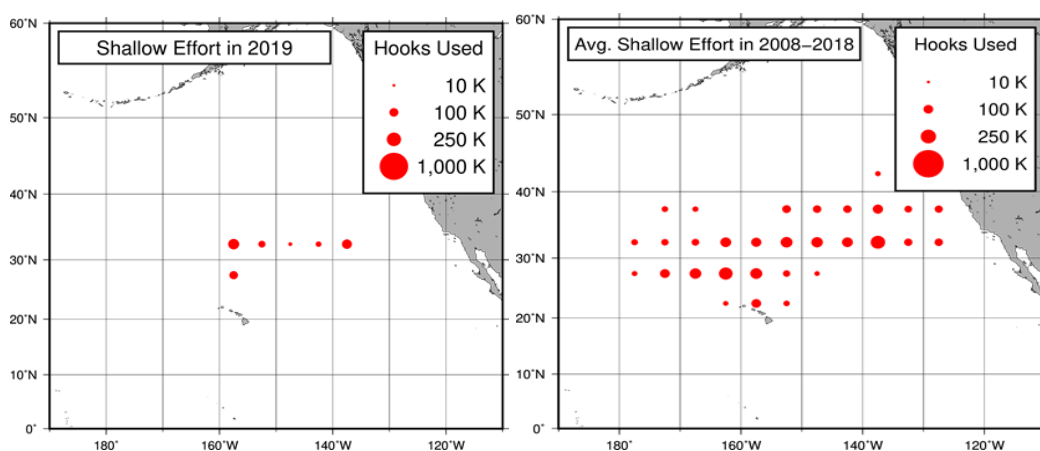 Shallow Effort in 2019
Hooks Used
10 K
100 K
250 K
1,000 K
60˚N
50˚N
40˚N
30˚N
20˚N
10˚N
0˚
180˚
160˚W
140˚W
120˚W
Avg. Shallow Effort in 2008–2018
Hooks Used
10 K
100 K
250 K
1,000 K
60˚N
50˚N
40˚N
30˚N
20˚N
10˚N
0˚
180˚
160˚W
140˚W
120˚W